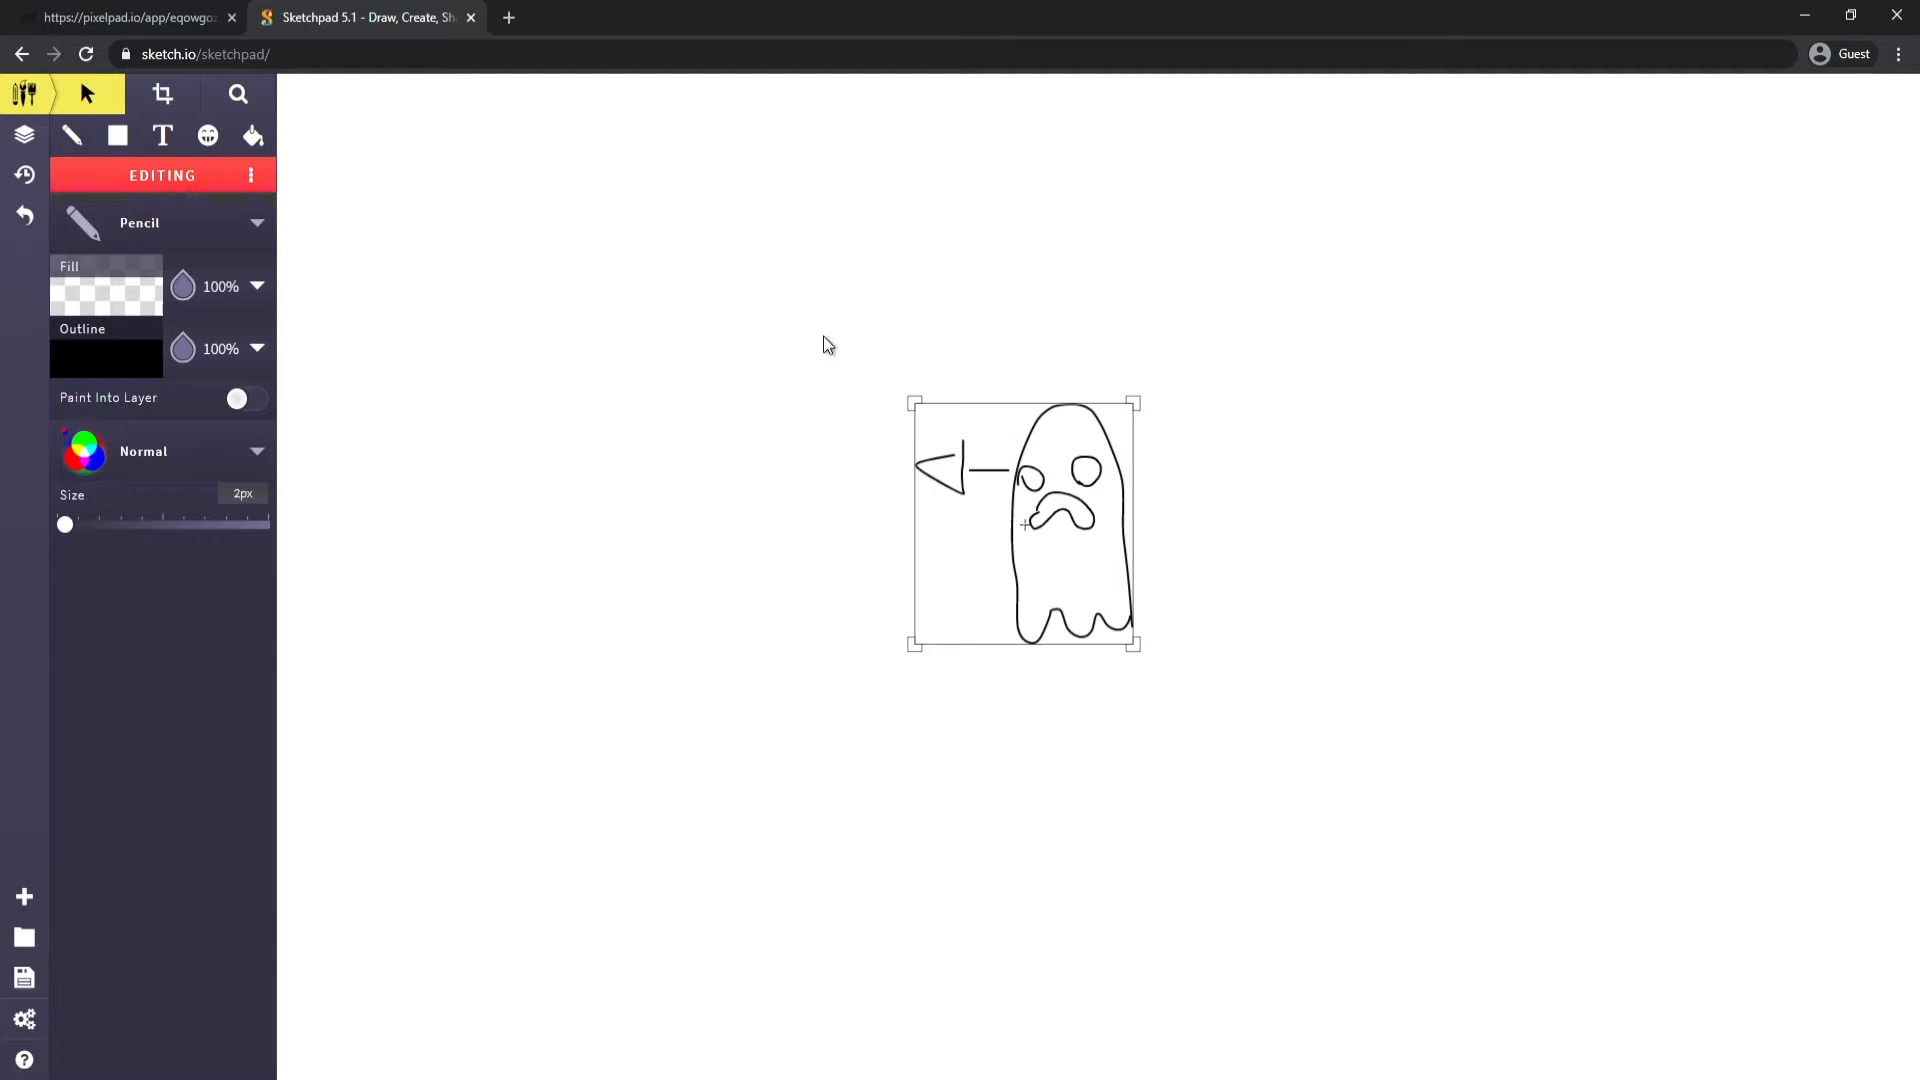 https://pixelpad.io/app/eqowgo
Sketchpad 5.1 - Draw, Create, Sh
sketch.io/sketchpad/
Guest
T
EDITING
Pencil
Fill
100%
Outline
100%
Paint Into Layer
Normal
Size
2px
?